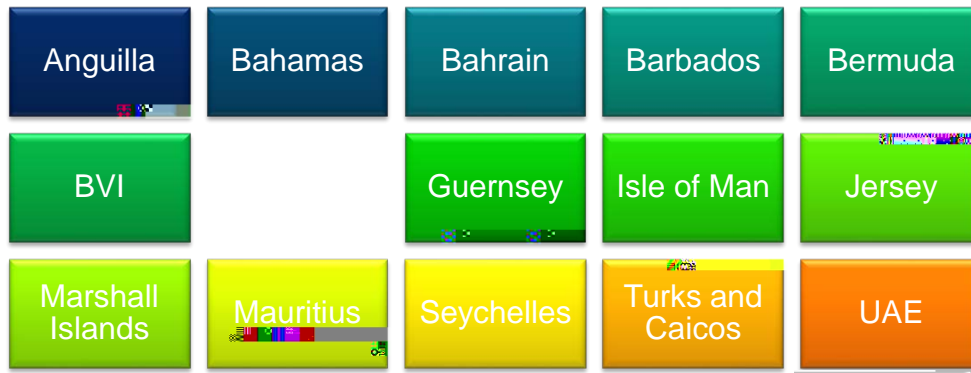 Anguilla
Bahamas
Bahrain
Barbados
Bermuda
BVI
Guernsey
Isle of Man
Jersey
Marshall
Islands
Mauritius
Seychelles
Turks and
Caicos
UAE